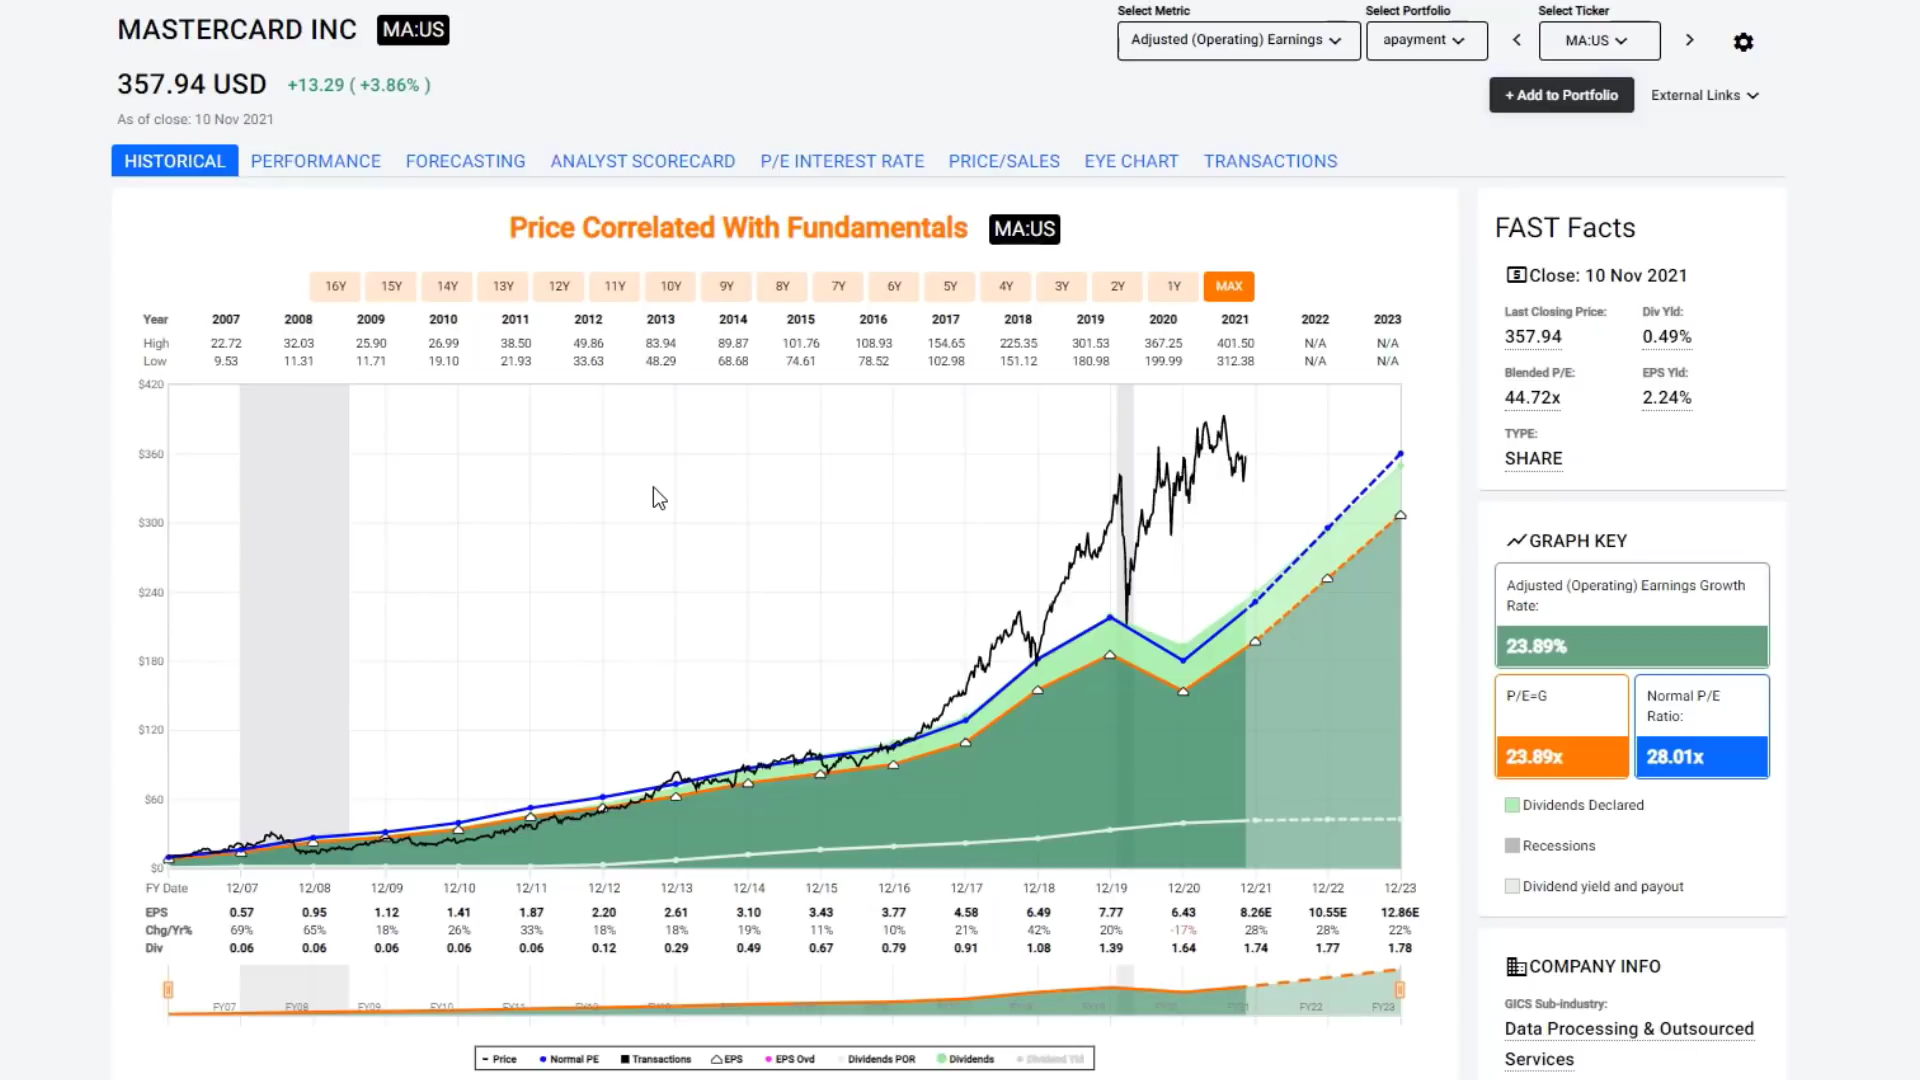 MASTERCARD INC MA:US
357.94 USD +13.29 ( +3.86% )
As of close: 10 Nov 2021
Select Metric Select Portfolio Select Ticker
Adjusted (Operating) Earnings apayment MA:US
+ Add to Portfolio External Links
HISTORICAL PERFORMANCE FORECASTING ANALYST SCORECARD P/E INTEREST RATE PRICE/SALES EYE CHART TRANSACTIONS
Price Correlated With Fundamentals MA:US
16Y 15Y 14Y 13Y 12Y 11Y 10Y 9Y 8Y 7Y 6Y 5Y 4Y 3Y 2Y 1Y MAX
Year 2007 2008 2009 2010 2011 2012 2013 2014 2015 2016 2017 2018 2019 2020 2021 2022 2023
High 22.72 32.03 25.90 26.99 38.50 49.86 83.94 89.87 101.76 108.93 154.65 225.35 301.53 367.25 401.50 N/A N/A
Low 9.53 11.31 11.71 19.10 21.93 33.63 48.29 68.68 74.61 78.52 102.98 151.12 180.98 199.99 312.38 N/A N/A
$420
$360
$300
$240
$180
$120
$60
$0
FY Date 12/07 12/08 12/09 12/10 12/11 12/12 12/13 12/14 12/15 12/16 12/17 12/18 12/19 12/20 12/21 12/22 12/23
EPS 0.57 0.95 1.12 1.41 1.87 2.20 2.61 3.10 3.43 3.77 4.58 6.49 7.77 6.43 8.26E 10.55E 12.86E
Chg/Yr% 69% 65% 18% 26% 33% 18% 18% 19% 11% 10% 21% 42% 20% -17% 28% 28% 22%
Div 0.06 0.06 0.06 0.06 0.06 0.12 0.29 0.49 0.67 0.79 0.91 1.08 1.39 1.64 1.74 1.77 1.78
FY07 FY08 FY09 FY10 FY22 FY23
Price Normal PE Transactions EPS EPS Ovd Dividends POR Dividends Dividend Yld
FAST Facts
Close: 10 Nov 2021
Last Closing Price: Div Yld:
357.94 0.49%
Blended P/E: EPS Yld:
44.72x 2.24%
TYPE:
SHARE
GRAPH KEY
Adjusted (Operating) Earnings Growth
Rate:
23.89%
P/E=G Normal P/E
Ratio:
23.89x 28.01x
Dividends Declared
Recessions
Dividend yield and payout
COMPANY INFO
GICS Sub-industry:
Data Processing & Outsourced
Services